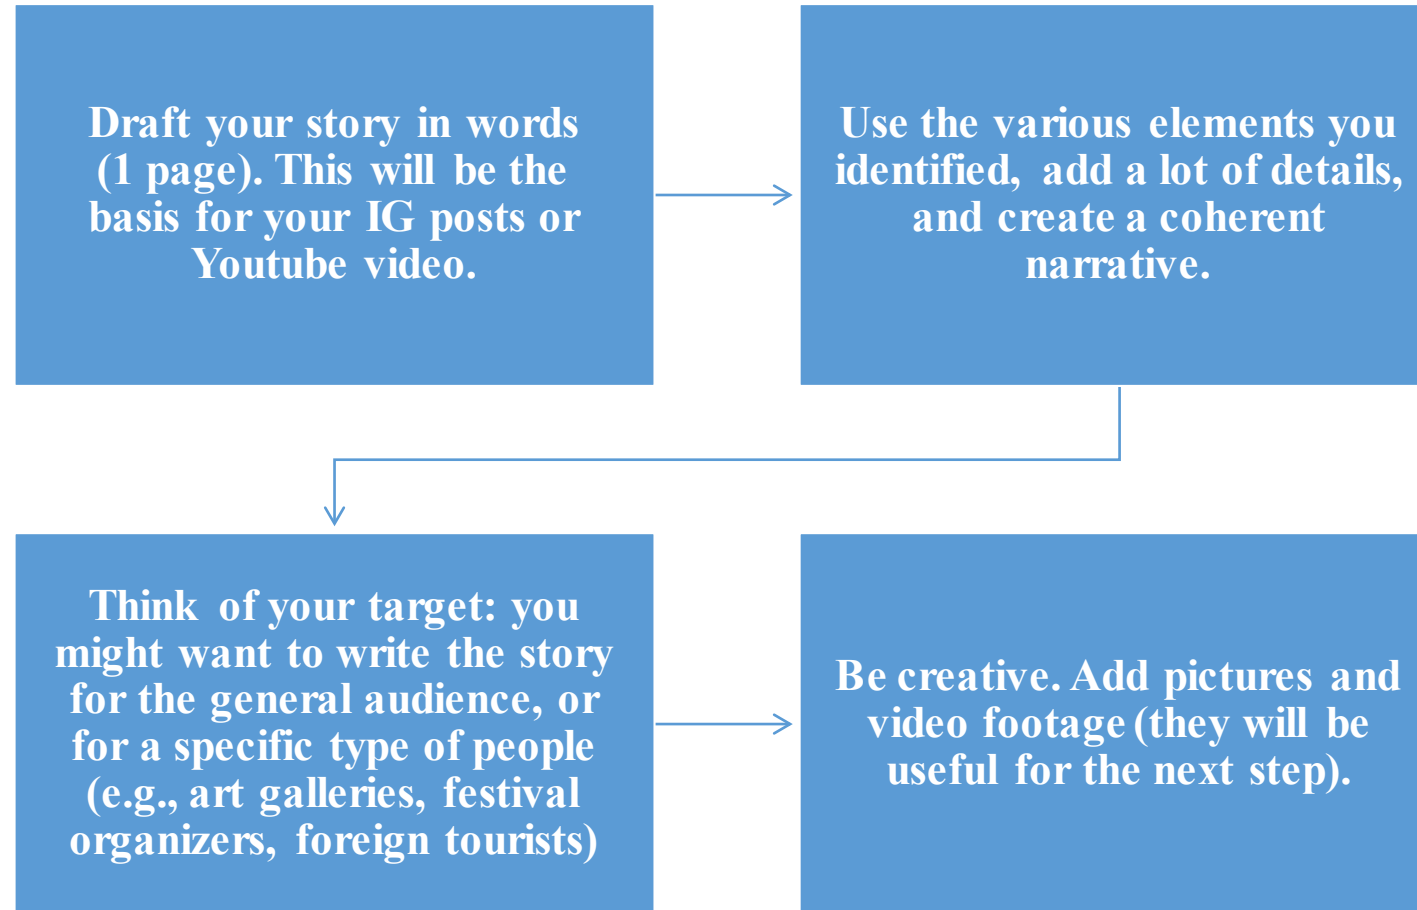 Draft your story in words
(1 page). This will be the
basis for your IG posts or
Youtube video.
Use the various elements you
identified, add a lot of details,
and create a coherent
narrative.
Think of your target: you
might want to write the story
for the general audience, or
for a specific type of people
(e.g., art galleries, festival
organizers, foreign tourists)
Be creative. Add pictures and
video footage (they will be
useful for the next step).